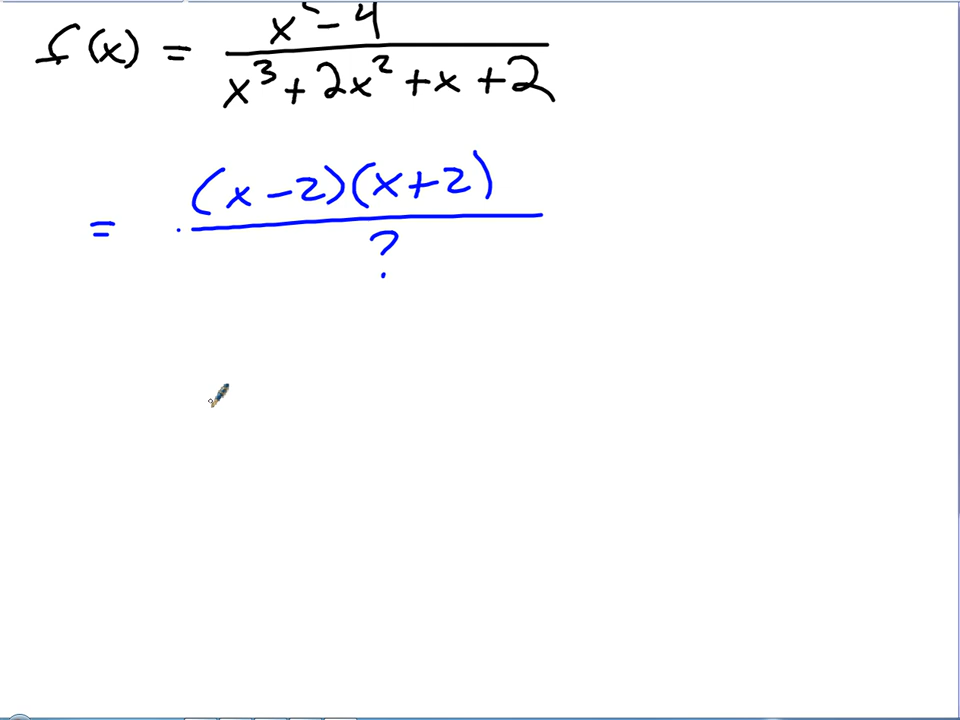 f(x) = x² - 4 / x³ + 2x² + x + 2
= (x - 2)(x + 2) / ?